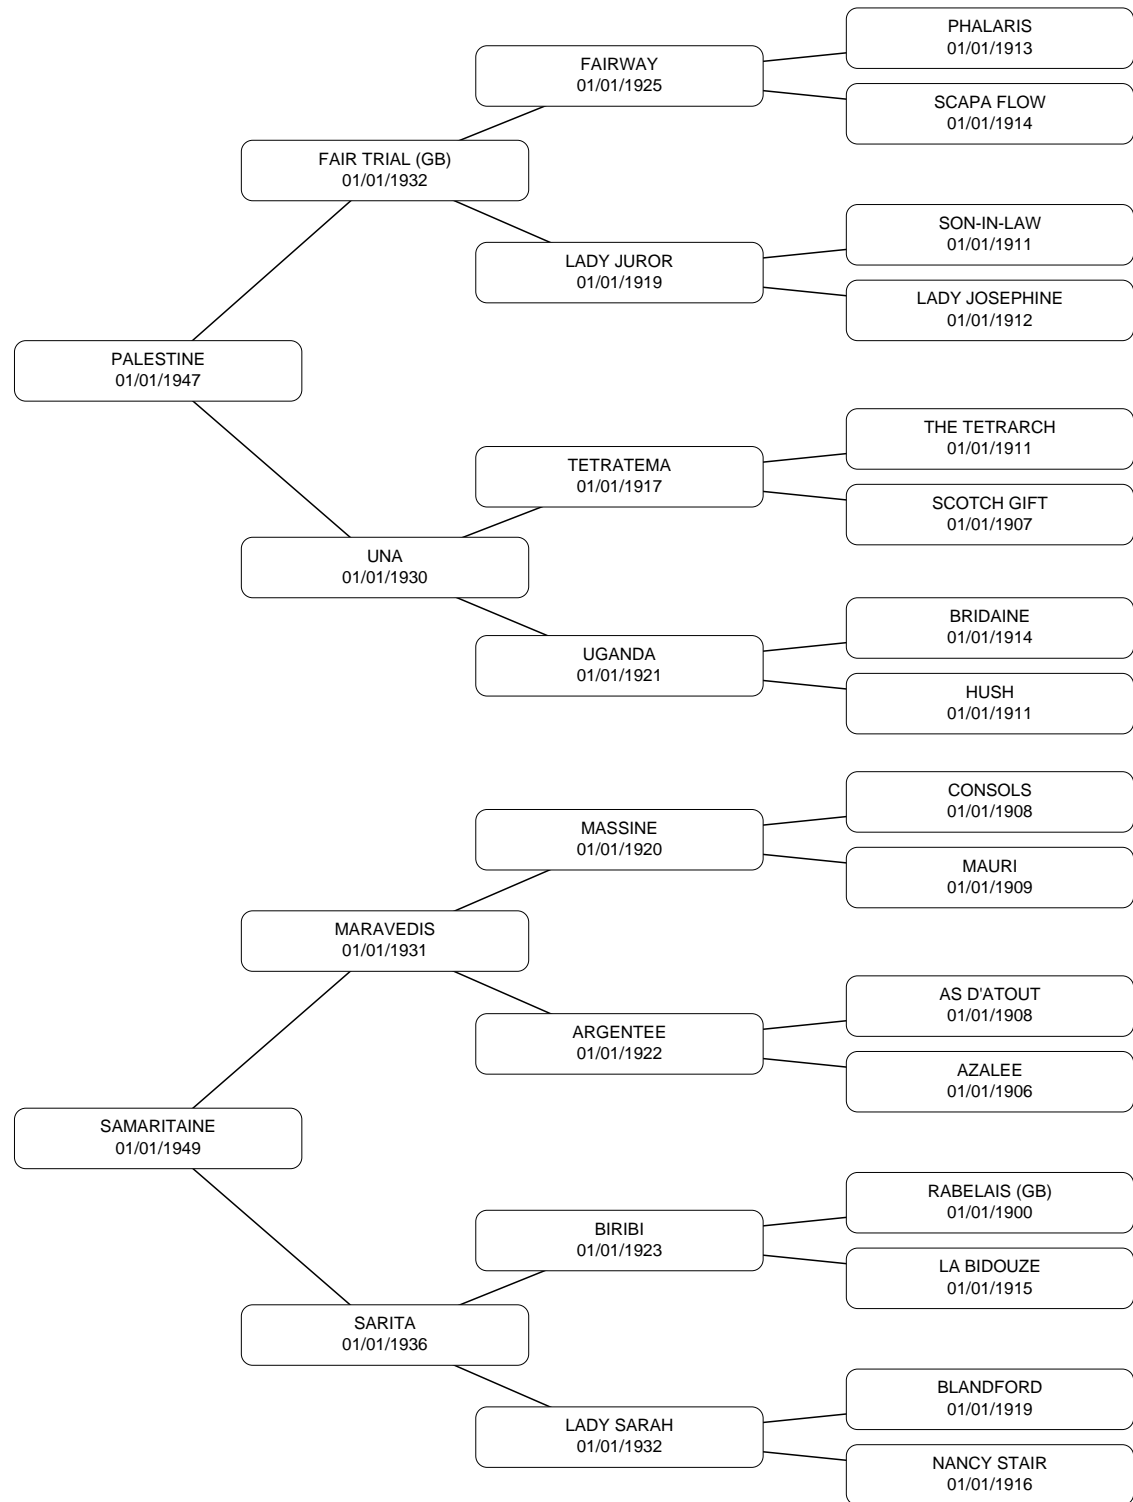 PHALARIS
01/01/1913
FAIRWAY
01/01/1925
SCAPA FLOW
01/01/1914
FAIR TRIAL (GB)
01/01/1932
SON-IN-LAW
01/01/1911
LADY JUROR
01/01/1919
LADY JOSEPHINE
01/01/1912
PALESTINE
01/01/1947
THE TETRARCH
01/01/1911
TETRATEMA
01/01/1917
SCOTCH GIFT
01/01/1907
UNA
01/01/1930
BRIDAINE
01/01/1914
UGANDA
01/01/1921
HUSH
01/01/1911
CONSOLS
01/01/1908
MASSINE
01/01/1920
MAURI
01/01/1909
MARAVEDIS
01/01/1931
AS D'ATOUT
01/01/1908
ARGENTEE
01/01/1922
AZALEE
01/01/1906
SAMARITAINE
01/01/1949
RABELAIS (GB)
01/01/1900
BIRIBI
01/01/1923
LA BIDOUZE
01/01/1915
SARITA
01/01/1936
BLANDFORD
01/01/1919
LADY SARAH
01/01/1932
NANCY STAIR
01/01/1916